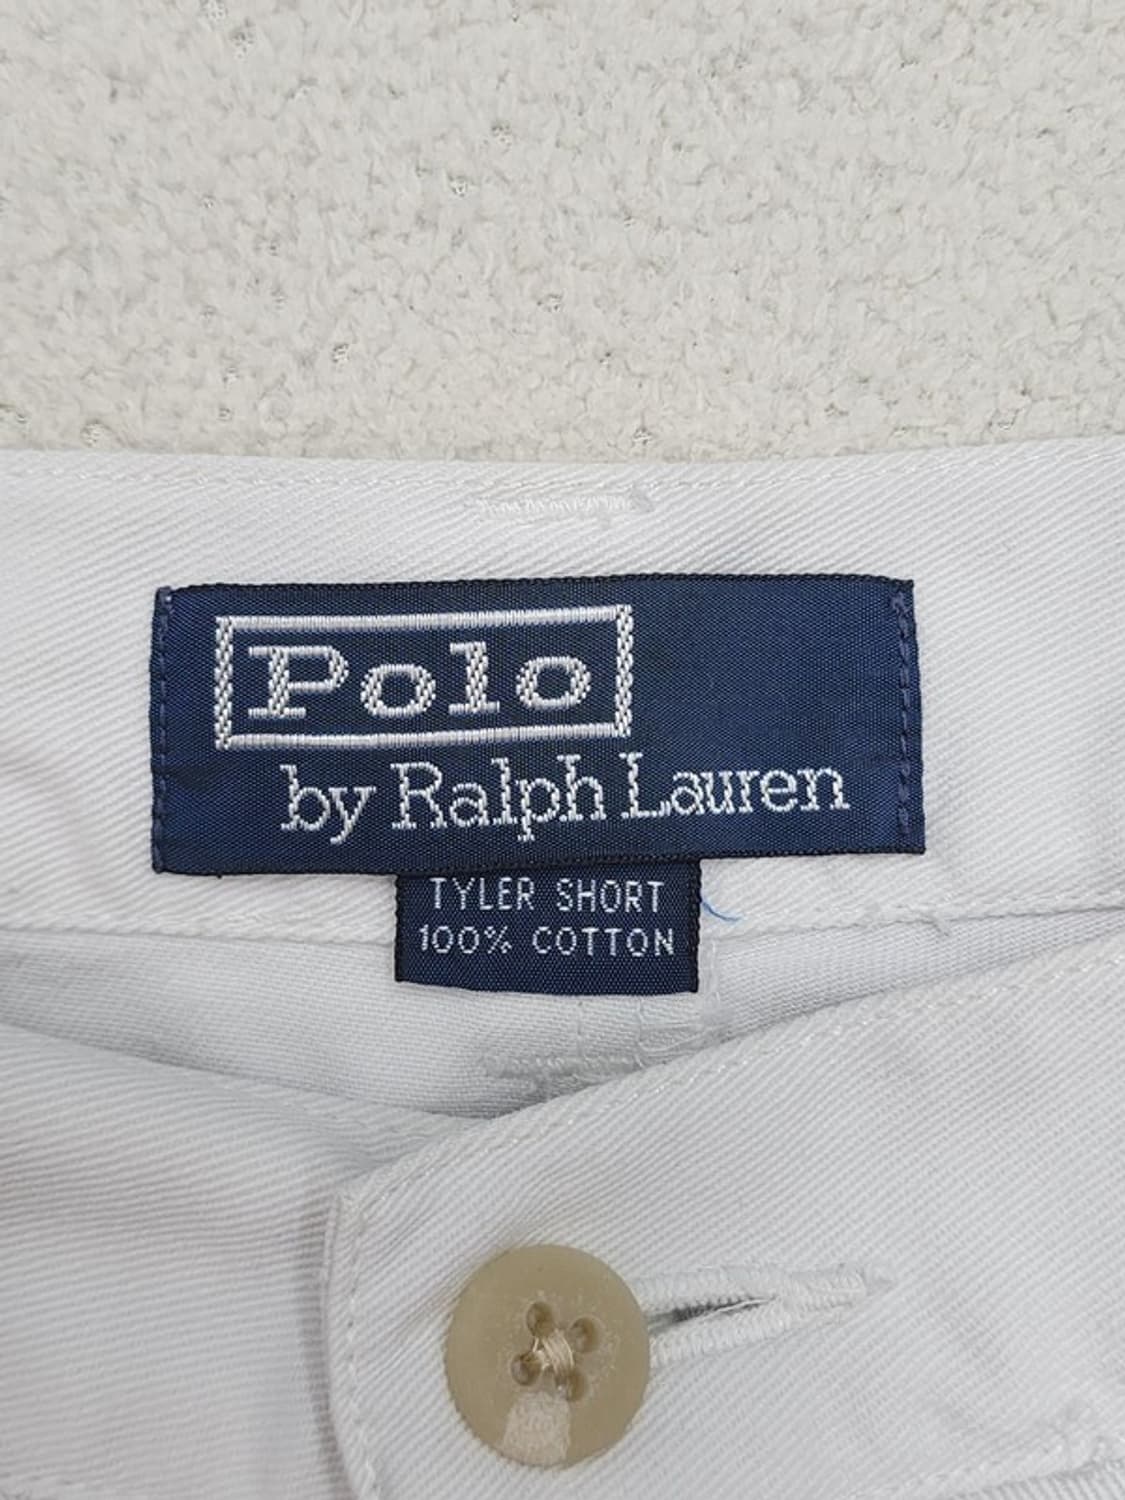 Polo
by Ralph Lauren
TYLER SHORT
100% COTTON